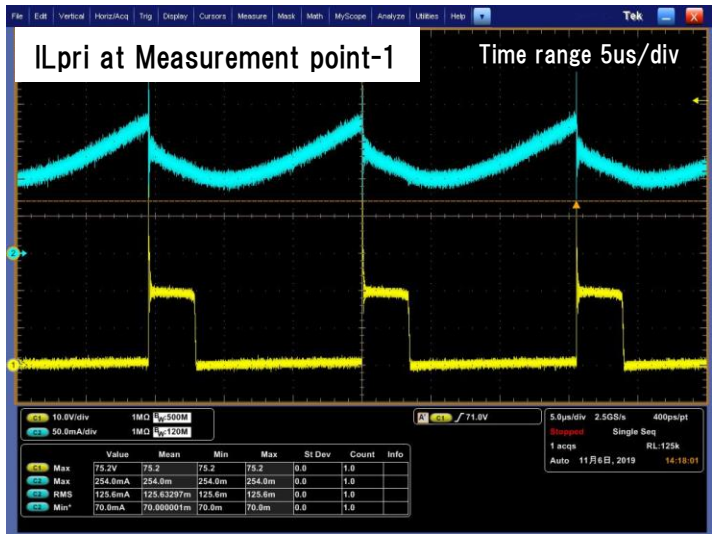 File Edit Vertical Horiz/Acq Trig Display Cursors Measure Mask Math MyScope Analyze Utilities Help Tek
ILpri at Measurement point-1
Time range 5us/div
2
1
C1 10.0V/div 1MΩ BW:500M
C2 50.0mA/div 1MΩ BW:120M
A' C1 71.0V
5.0µs/div 2.5GS/s 400ps/pt
Stopped Single Seq
1 acqs RL:125k
Auto 11月6日, 2019 14:18:01
Value Mean Min Max St Dev Count Info
C1 Max 75.2V 75.2 75.2 75.2 0.0 1.0
C2 Max 254.0mA 254.0m 254.0m 254.0m 0.0 1.0
C2 RMS 125.6mA 125.63297m 125.6m 125.6m 0.0 1.0
C2 Min* 70.0mA 70.000001m 70.0m 70.0m 0.0 1.0